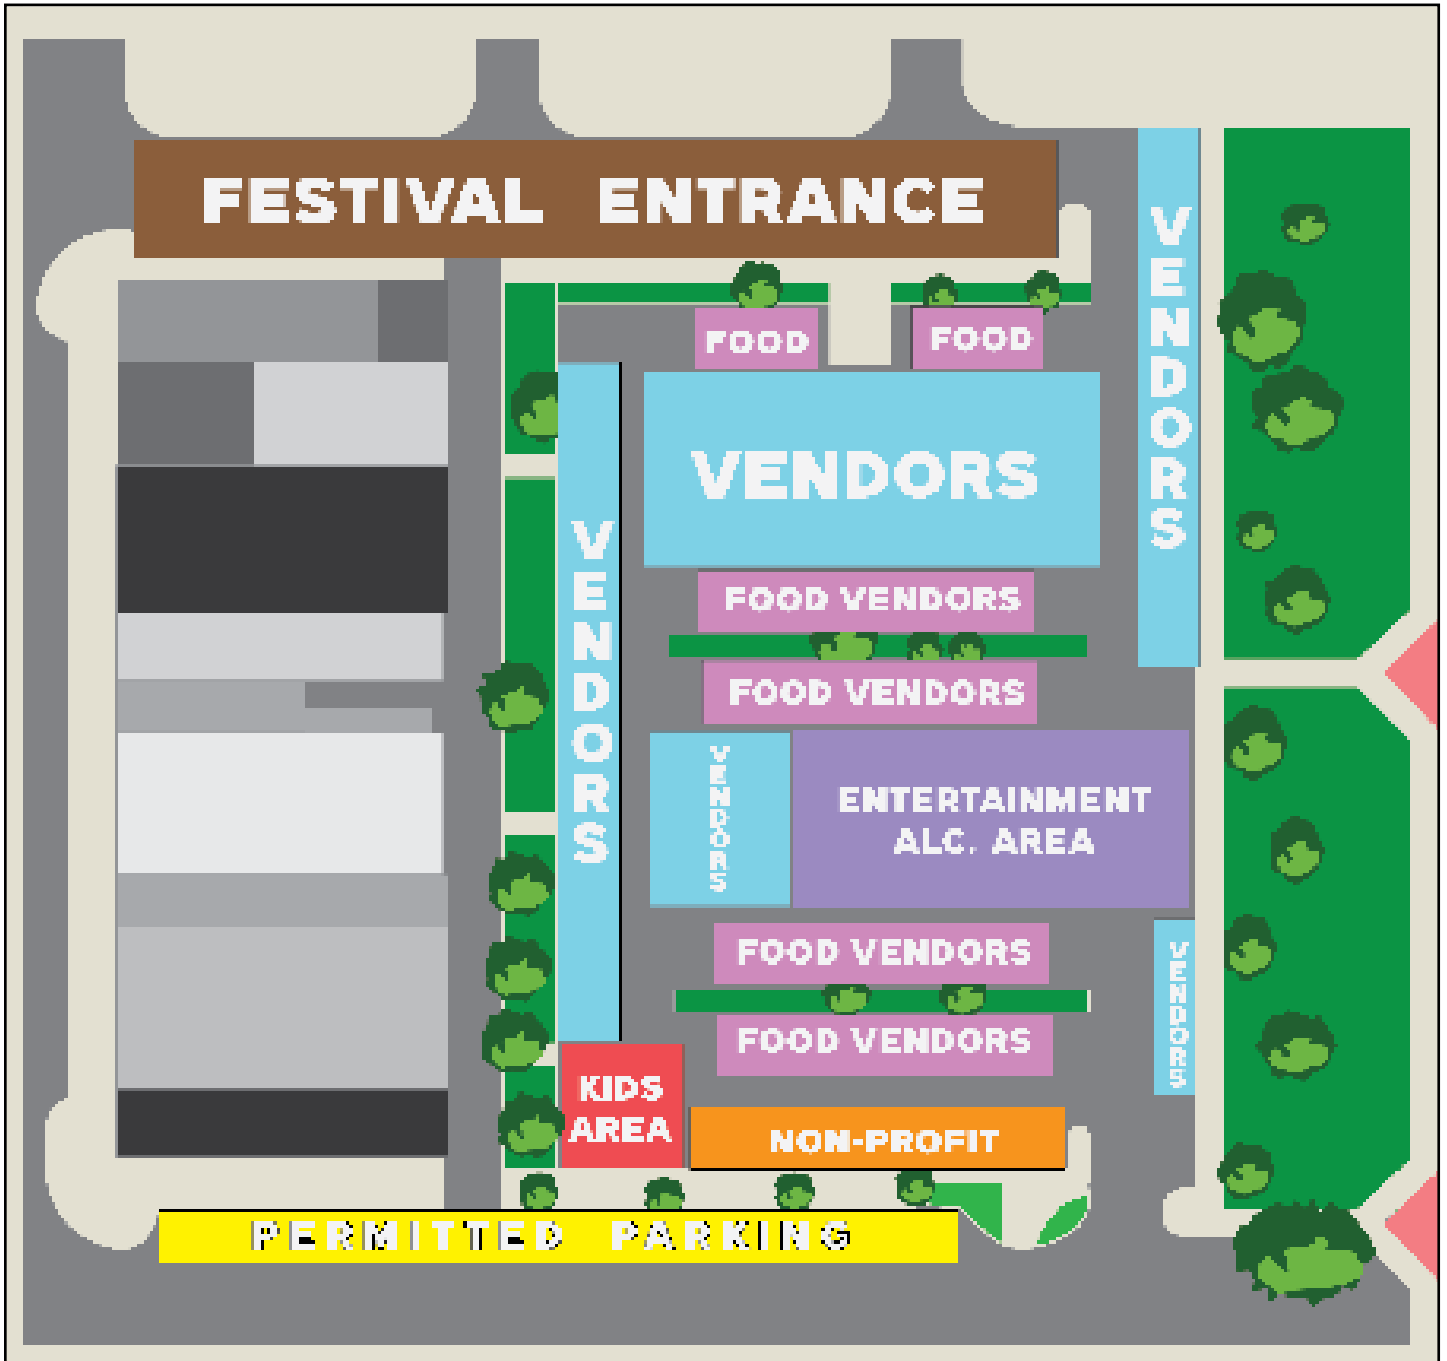 FESTIVAL ENTRANCE
VENDORS
FOOD
FOOD
VENDORS
VENDORS
FOOD VENDORS
FOOD VENDORS
VENDORS
ENTERTAINMENT
ALC. AREA
FOOD VENDORS
VENDORS
FOOD VENDORS
KIDS
AREA
NON-PROFIT
PERMITTED PARKING